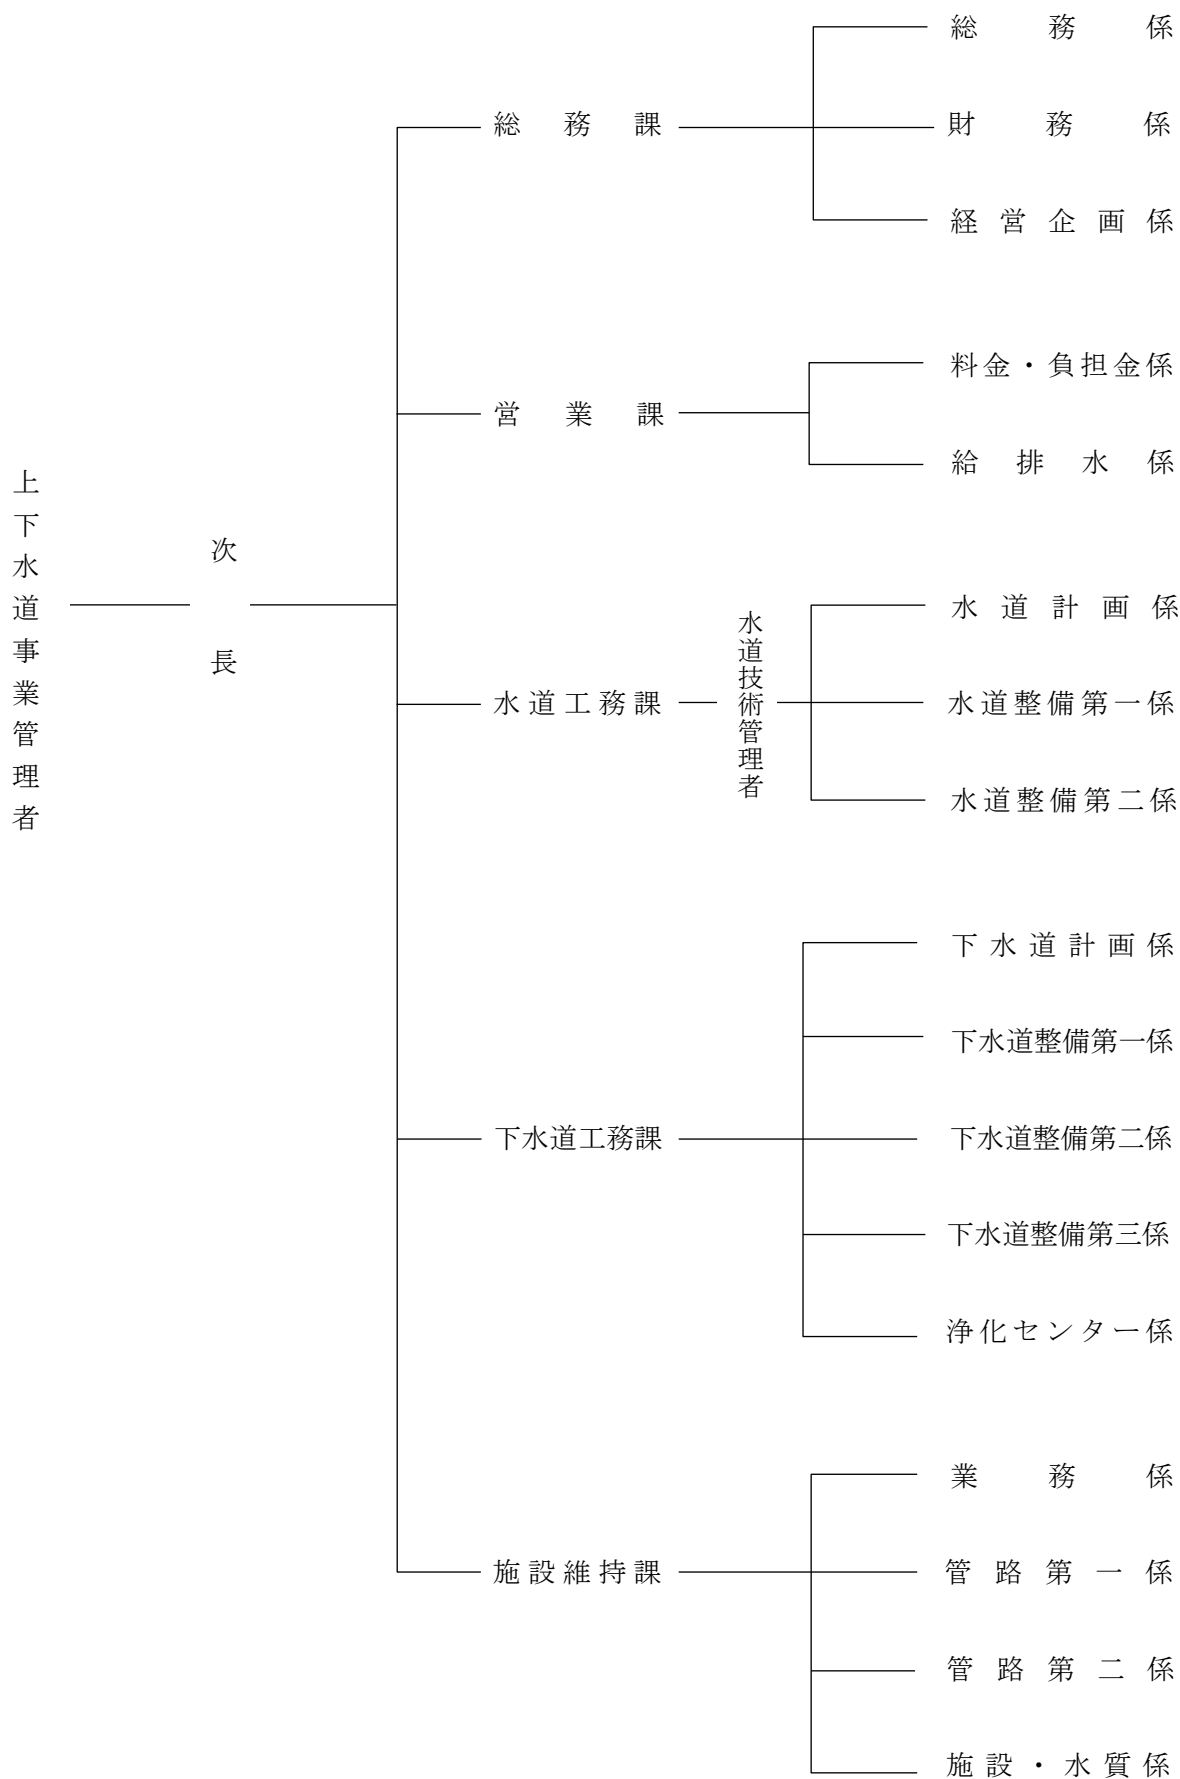 上下水道事業管理者
次長
総務課
総務係
財務係
経営企画係
営業課
料金・負担金係
給排水係
水道工務課
水道技術管理者
水道計画係
水道整備第一係
水道整備第二係
下水道工務課
下水道計画係
下水道整備第一係
下水道整備第二係
下水道整備第三係
浄化センター係
施設維持課
業務係
管路第一係
管路第二係
施設・水質係